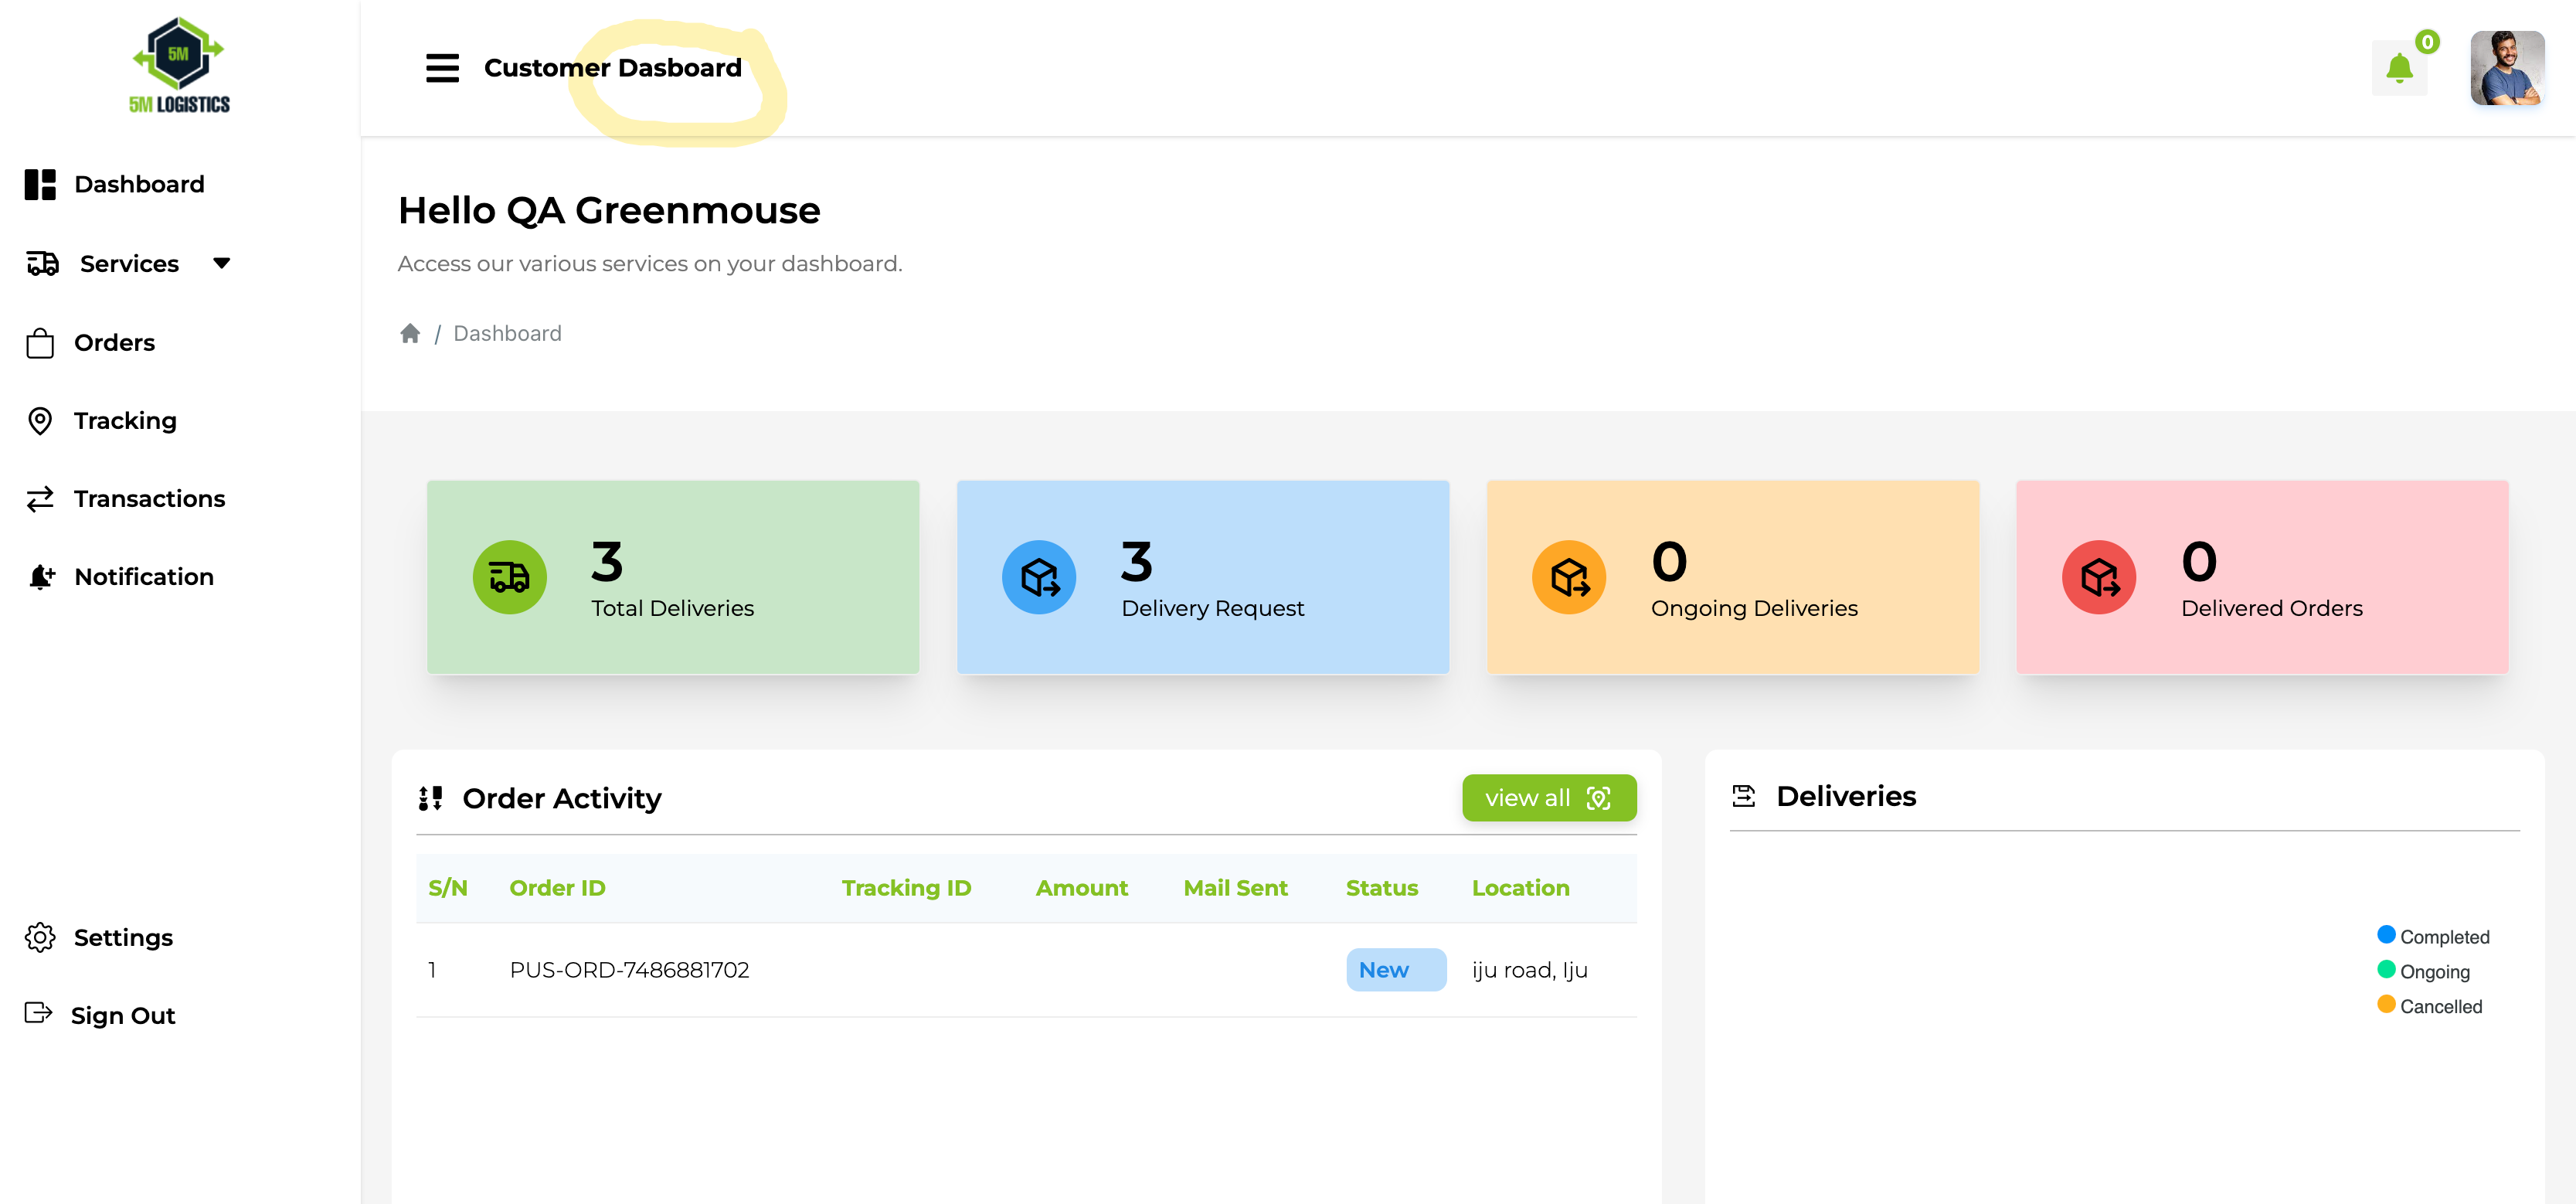 5M
5M LOGISTICS
Customer Dasboard
0
Dashboard
Services
Orders
Tracking
Transactions
Notification
Settings
Sign Out
Hello QA Greenmouse
Access our various services on your dashboard.
/ Dashboard
3
Total Deliveries
3
Delivery Request
0
Ongoing Deliveries
0
Delivered Orders
Order Activity
view all
S/N Order ID Tracking ID Amount Mail Sent Status Location
1 PUS-ORD-7486881702 New iju road, Iju
Deliveries
Completed
Ongoing
Cancelled